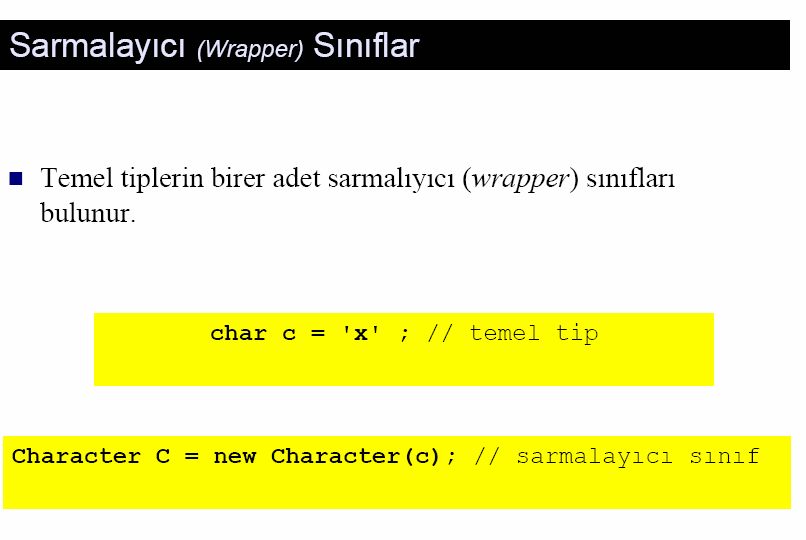 Sarmalayıcı (Wrapper) Sınıflar
Temel tiplerin birer adet sarmalıyıcı (wrapper) sınıfları
bulunur.
char c = 'x' ; // temel tip
Character C = new Character(c); // sarmalayıcı sınıf